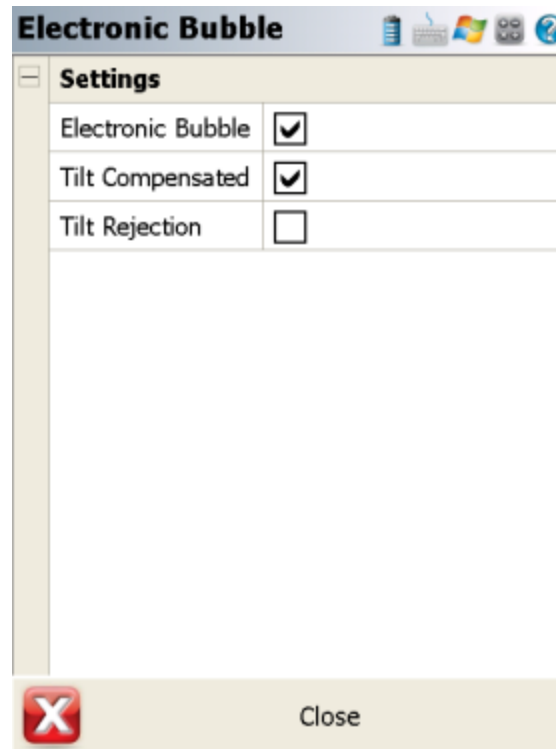 Electronic Bubble
Settings
Electronic Bubble
Tilt Compensated
Tilt Rejection
Close